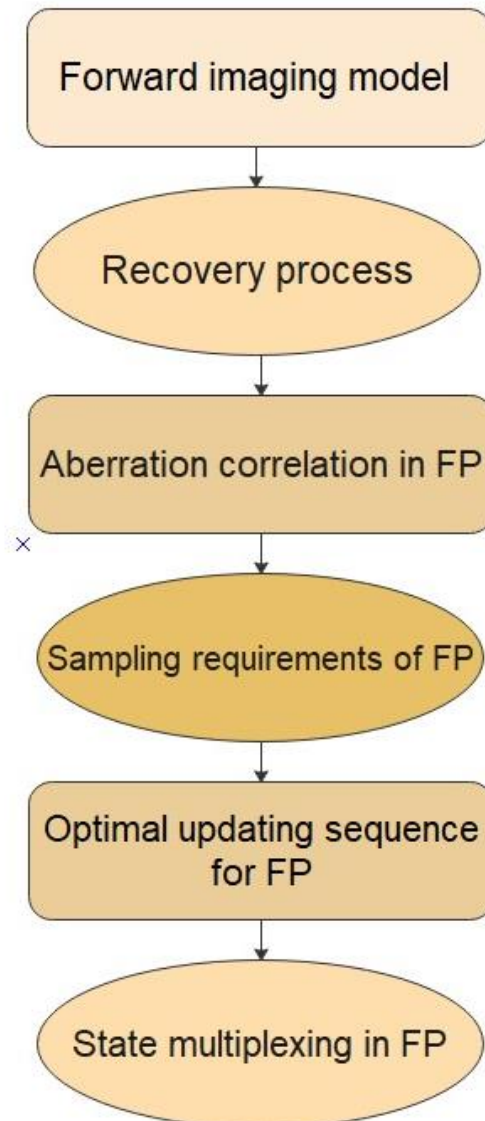 Forward imaging model
Recovery process
Aberration correlation in FP
Sampling requirements of FP
Optimal updating sequence
for FP
State multiplexing in FP